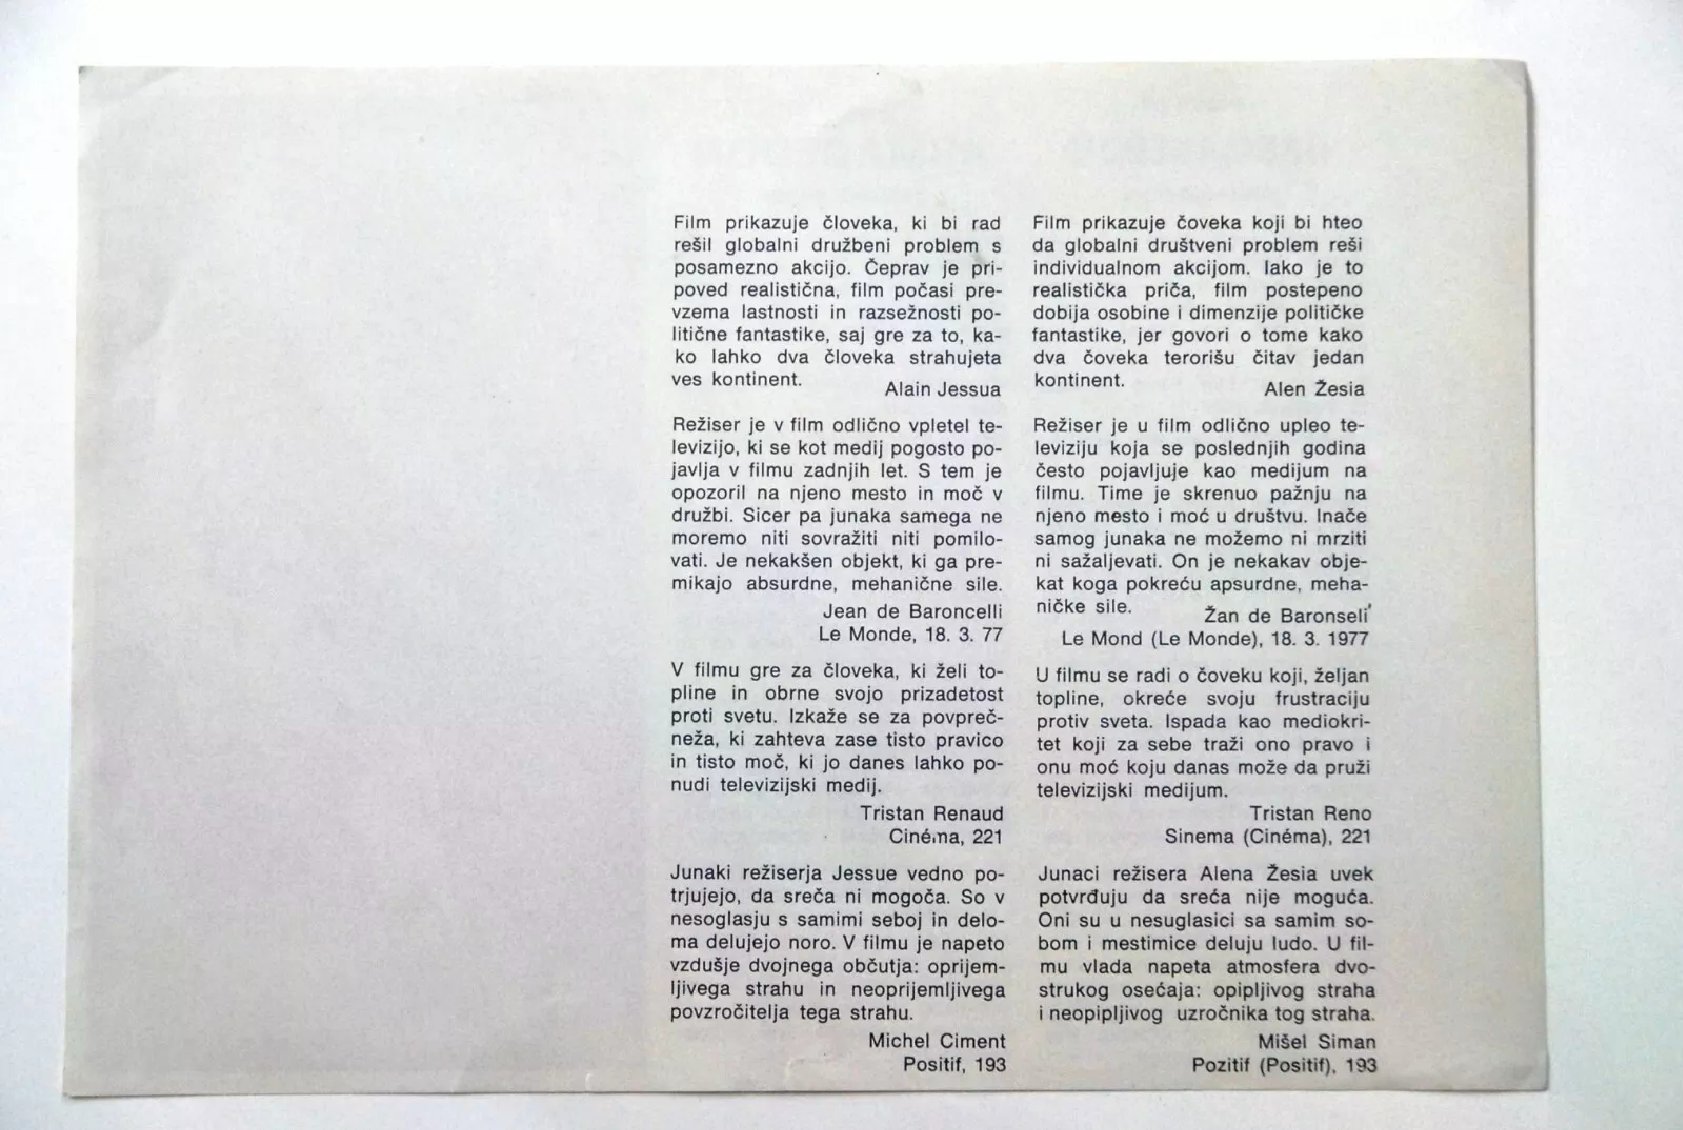 Film prikazuje človeka, ki bi rad
rešil globalni družbeni problem s
posamezno akcijo. Čeprav je pri-
poved realistična, film počasi pre-
vzema lastnosti in razsežnosti po-
litične fantastike, saj gre za to, ka-
ko lahko dva človeka strahujeta
ves kontinent.
Alain Jessua
Režiser je v film odlično vpletel te-
levizijo, ki se kot medij pogosto po-
javlja v filmu zadnjih let. S tem je
opozoril na njeno mesto in moč v
družbi. Sicer pa junaka samega ne
moremo niti sovražiti niti pomilo-
vati. Je nekakšen objekt, ki ga pre-
mikajo absurdne, mehanične sile.
Jean de Baroncelli
Le Monde, 18. 3. 77
V filmu gre za človeka, ki želi to-
pline in obrne svojo prizadetost
proti svetu. Izkaže se za povpreč-
neža, ki zahteva zase tisto pravico
in tisto moč, ki jo danes lahko po-
nudi televizijski medij.
Tristan Renaud
Cinéma, 221
Junaki režiserja Jessue vedno po-
trjujejo, da sreča ni mogoča. So v
nesoglasju s samimi seboj in delo-
ma delujejo noro. V filmu je napeto
vzdušje dvojnega občutja: oprijem-
ljivega strahu in neoprijemljivega
povzročitelja tega strahu.
Michel Ciment
Positif, 193
Film prikazuje čoveka koji bi hteo
da globalni društveni problem reši
individualnom akcijom. Iako je to
realistička priča, film postepeno
dobija osobine i dimenzije političke
fantastike, jer govori o tome kako
dva čoveka terorišu čitav jedan
kontinent.
Alen Žesia
Režiser je u film odlično upleo te-
leviziju koja se poslednjih godina
često pojavljuje kao medijum na
filmu. Time je skrenuo pažnju na
njeno mesto i moć u društvu. Inače
samog junaka ne možemo ni mrziti
ni sažaljevati. On je nekakav obje-
kat koga pokreću apsurdne, meha-
ničke sile.
Žan de Baronseli
Le Mond (Le Monde), 18. 3. 1977
U filmu se radi o čoveku koji, željan
topline, okreće svoju frustraciju
protiv sveta. Ispada kao mediokri-
tet koji za sebe traži ono pravo i
onu moć koju danas može da pruži
televizijski medijum.
Tristan Reno
Sinema (Cinéma), 221
Junaci režisera Alena Žesia uvek
potvrđuju da sreća nije moguća.
Oni su u nesuglasici sa samim so-
bom i mestimice deluju ludo. U fil-
mu vlada napeta atmosfera dvo-
strukog osećaja: opipljivog straha
i neopipljivog uzročnika tog straha.
Mišel Siman
Pozitif (Positif), 193